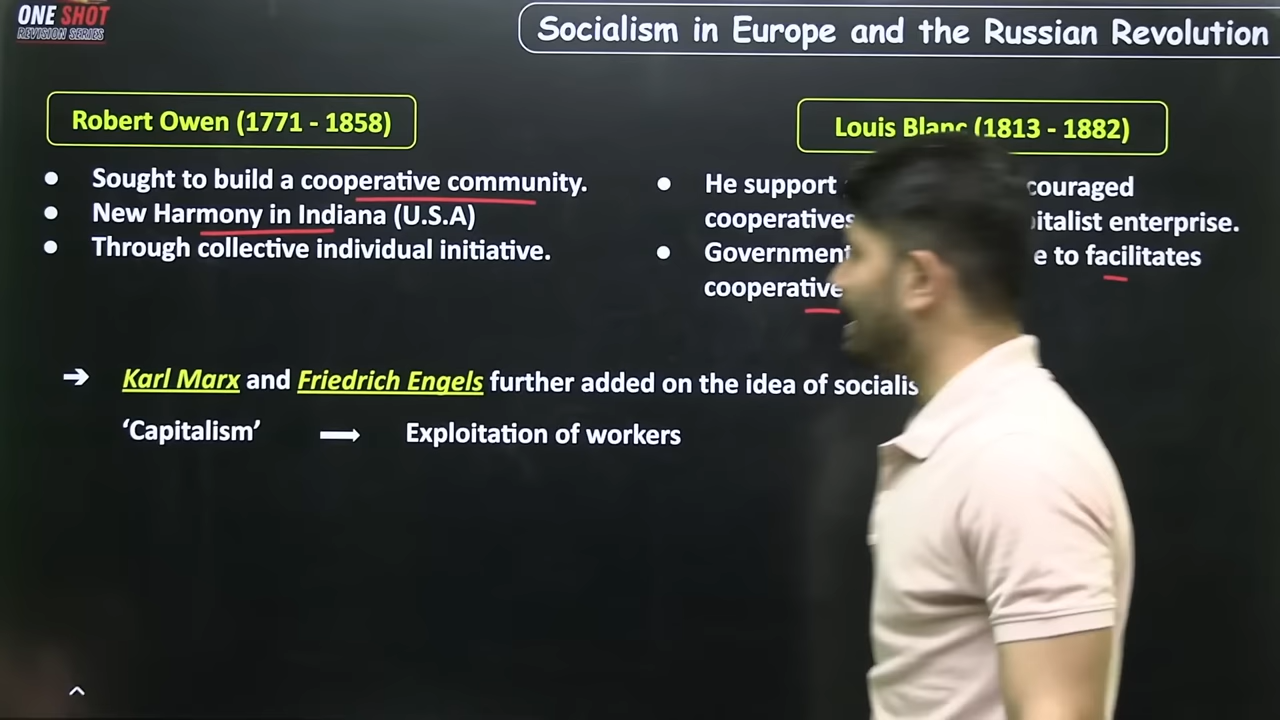 ONE SHOT
REVISION SERIES
Socialism in Europe and the Russian Revolution
Robert Owen (1771 - 1858)
● Sought to build a cooperative community.
● New Harmony in Indiana (U.S.A)
● Through collective individual initiative.
Louis Blanc (1813 - 1882)
● He support couraged
cooperatives italist enterprise.
● Government e to facilitates
cooperative
➔ Karl Marx and Friedrich Engels further added on the idea of socialis
‘Capitalism’ → Exploitation of workers